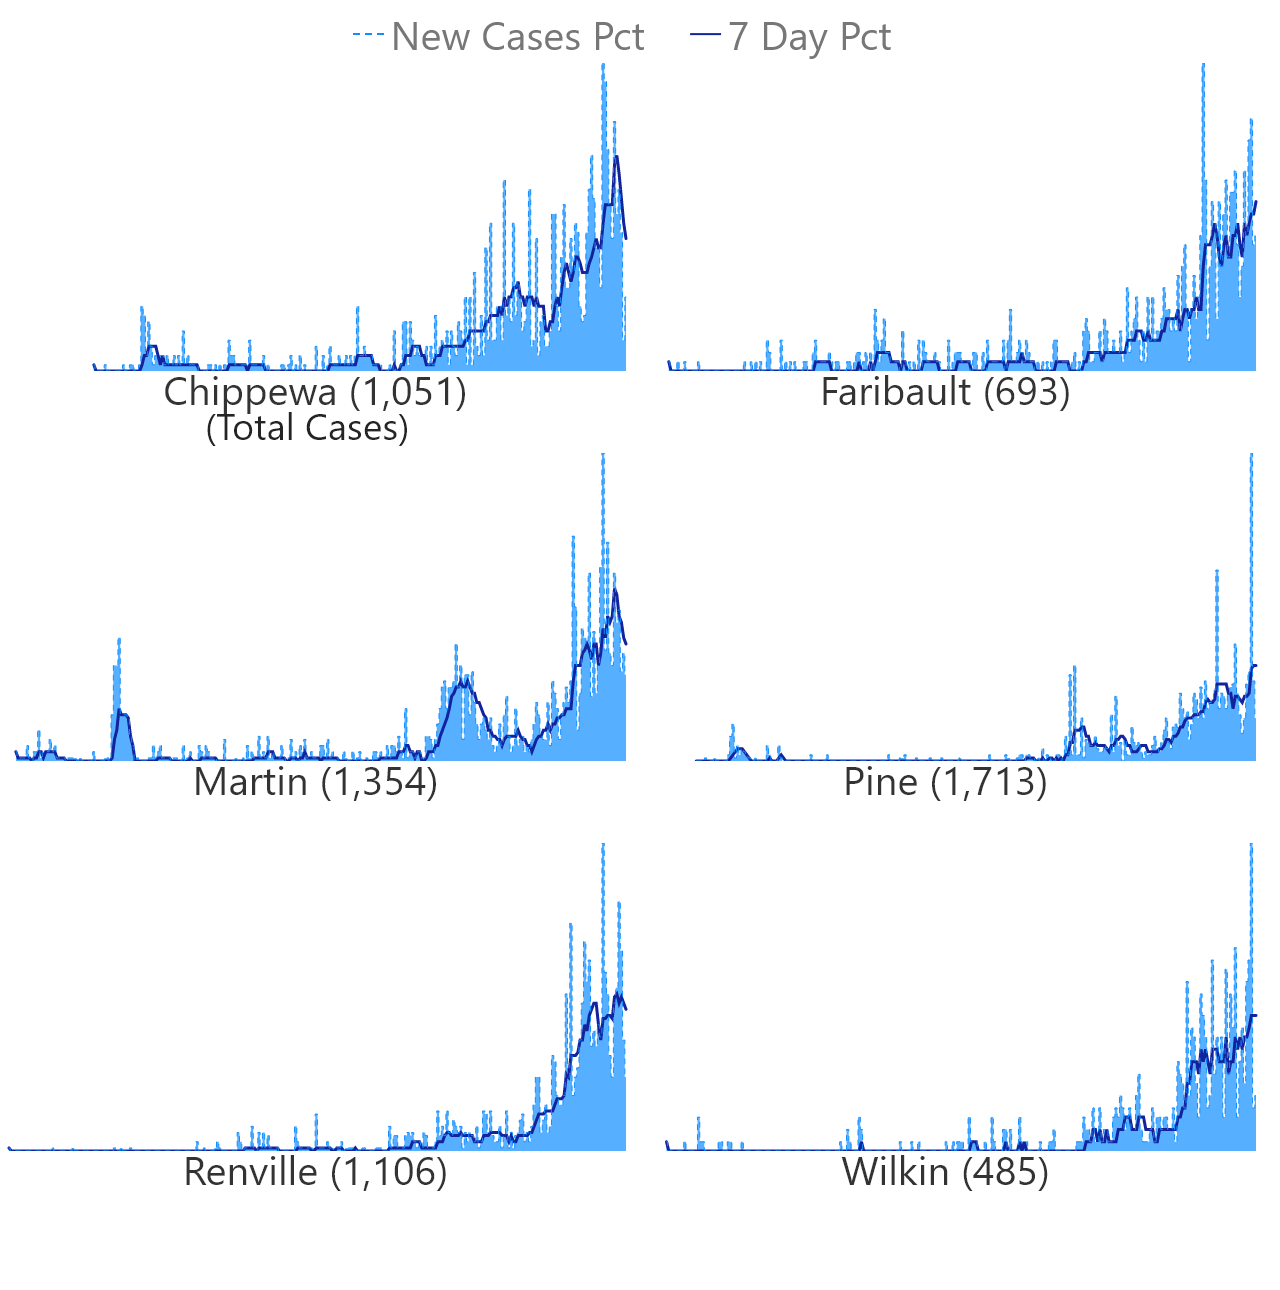 New Cases Pct 7 Day Pct
Chippewa (1,051) Faribault (693)
(Total Cases)
Martin (1,354) Pine (1,713)
Renville (1,106) Wilkin (485)